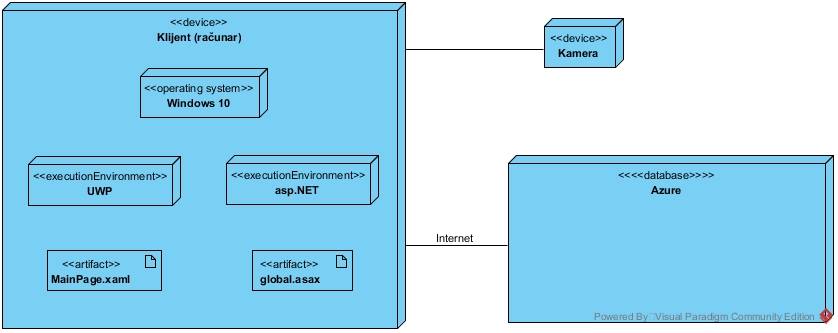 <<device>>
Klijent (računar)
<<operating system>>
Windows 10
<<executionEnvironment>>
UWP
<<executionEnvironment>>
asp.NET
<<artifact>>
MainPage.xaml
<<artifact>>
global.asax
<<device>>
Kamera
Internet
<<<<database>>>>
Azure
Powered By Visual Paradigm Community Edition